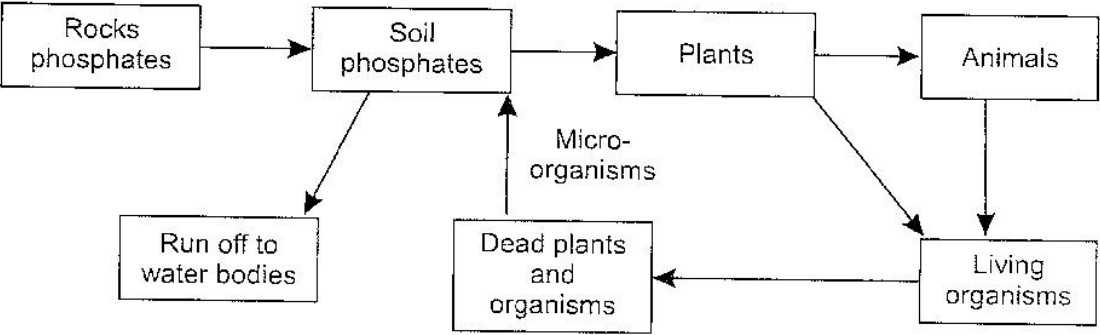 Rocks
phosphates
Soil
phosphates
Plants
Animals
Micro-
organisms
Run off to
water bodies
Dead plants
and
organisms
Living
organisms